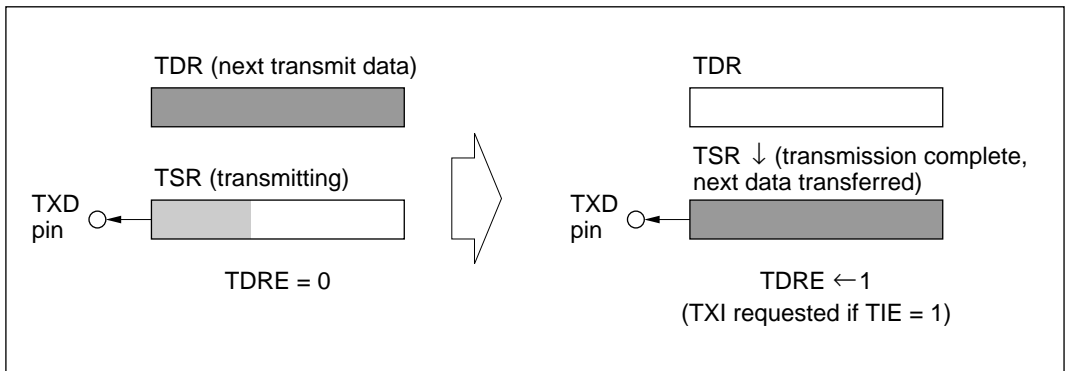 TDR (next transmit data)
TSR (transmitting)
TXD
pin
TDRE = 0
TDR
TSR ↓ (transmission complete,
next data transferred)
TXD
pin
TDRE ←1
(TXI requested if TIE = 1)